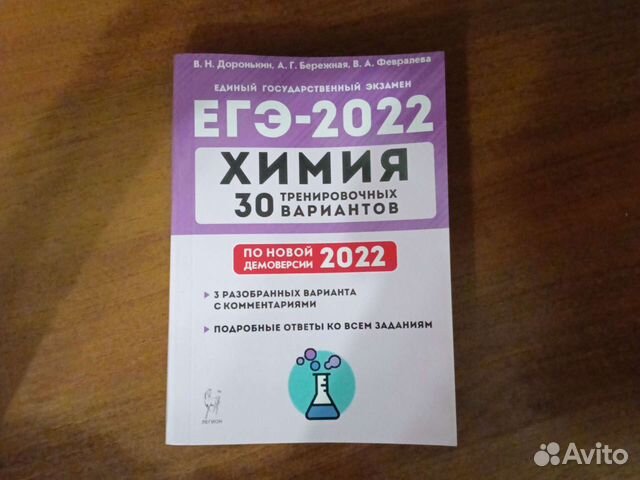 В. Н. Доронькин, А. Г. Бережная, В. А. Февралева
ЕДИНЫЙ ГОСУДАРСТВЕННЫЙ ЭКЗАМЕН
ЕГЭ-2022
ХИМИЯ
30 ТРЕНИРОВОЧНЫХ
ВАРИАНТОВ
ПО НОВОЙ
ДЕМОВЕРСИИ 2022
3 РАЗОБРАННЫХ ВАРИАНТА
С КОММЕНТАРИЯМИ
ПОДРОБНЫЕ ОТВЕТЫ КО ВСЕМ ЗАДАНИЯМ
ЛЕГИОН
Avito